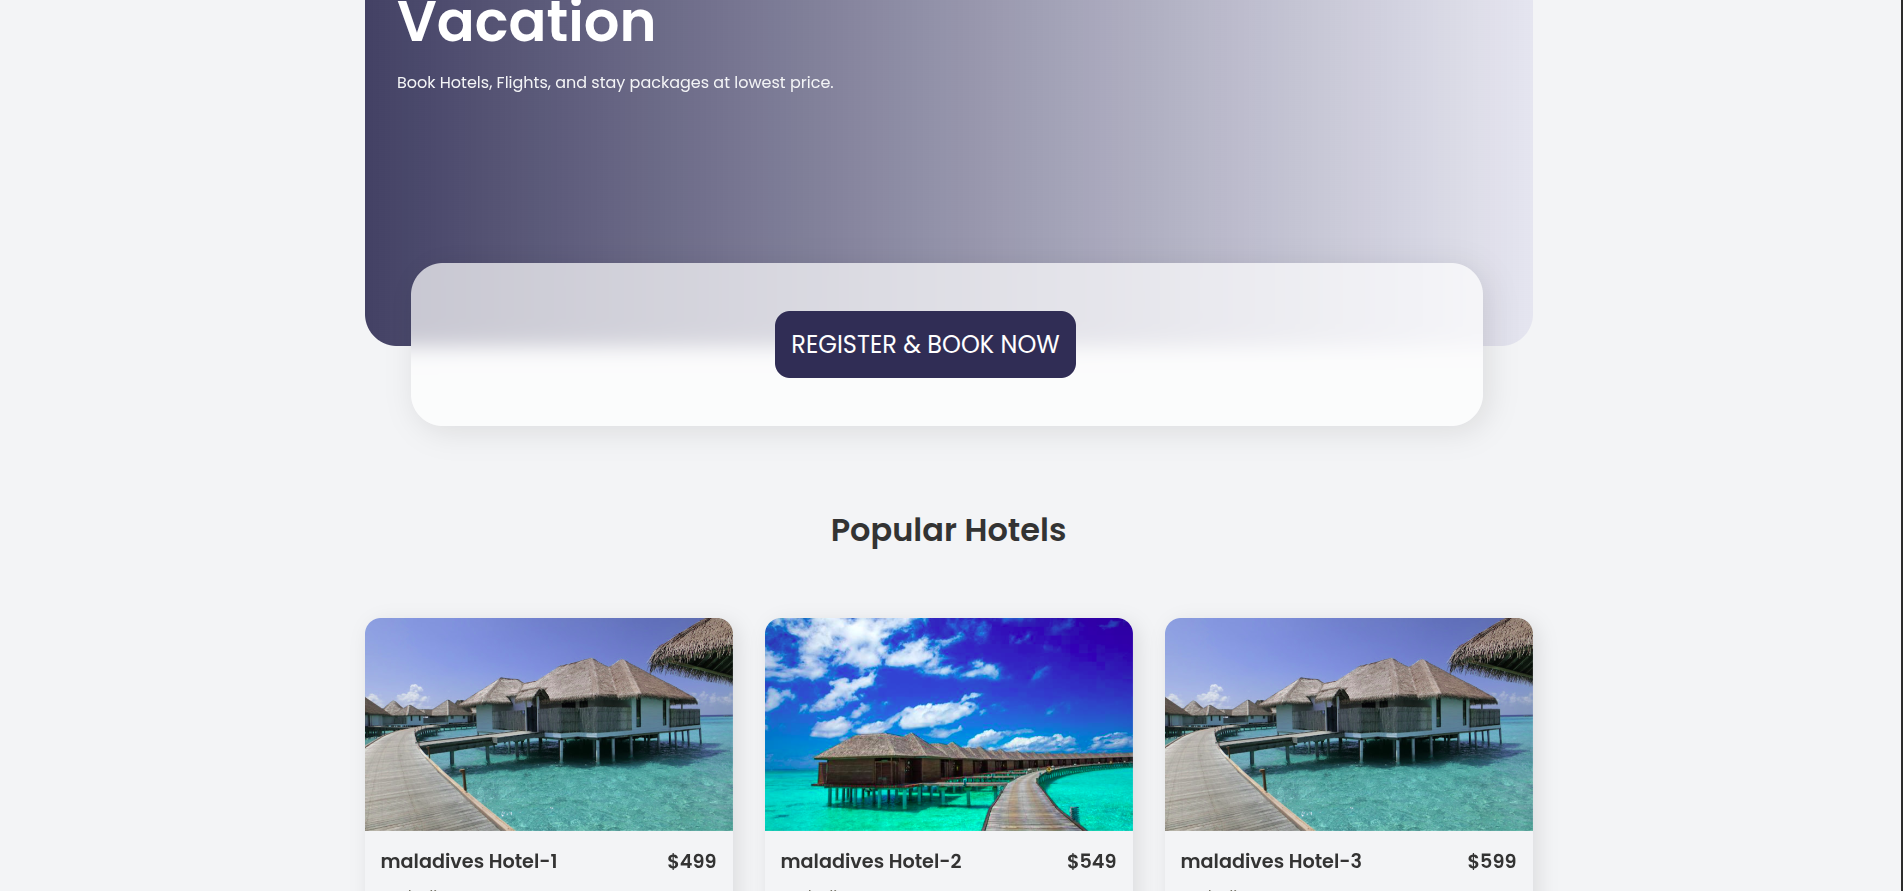 Vacation
Book Hotels, Flights, and stay packages at lowest price.
REGISTER & BOOK NOW
Popular Hotels
maladives Hotel-1 $499
maladives Hotel-2 $549
maladives Hotel-3 $599